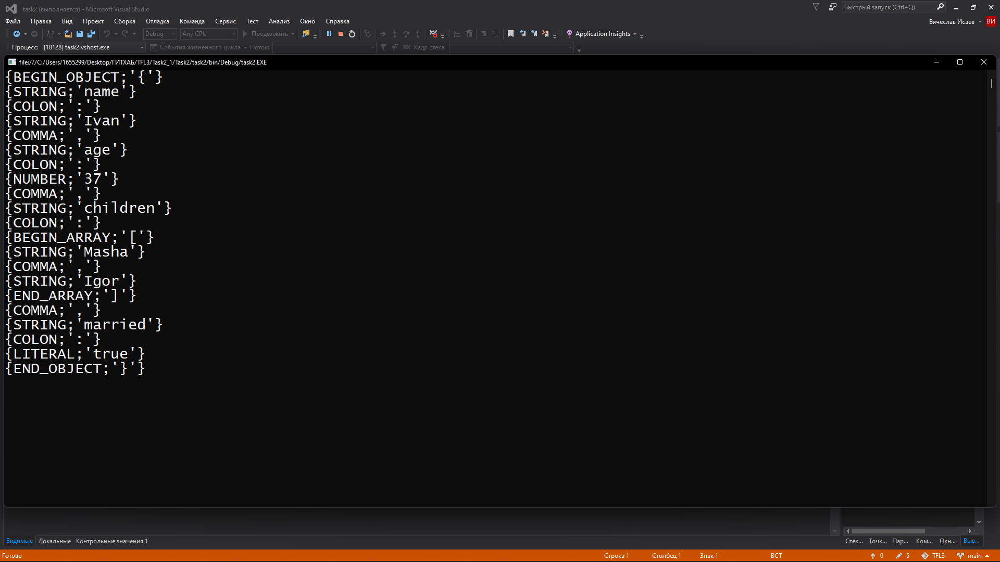 task2 (выполняется) - Microsoft Visual Studio
Быстрый запуск (Ctrl+Q)
Файл Правка Вид Проект Сборка Отладка Команда Сервис Тест Анализ Окно Справка
Вячеслав Исаев ВИ
Debug Any CPU Продолжить Application Insights
Процесс: [18128] task2.vshost.exe События жизненного цикла Поток: Кадр стека:
file:///C:/Users/1655299/Desktop/ГИТХАБ/TFL3/Task2_1/Task2/task2/bin/Debug/task2.EXE
{BEGIN_OBJECT;'{'}
{STRING;'name'}
{COLON;':'}
{STRING;'Ivan'}
{COMMA;','}
{STRING;'age'}
{COLON;':'}
{NUMBER;'37'}
{COMMA;','}
{STRING;'children'}
{COLON;':'}
{BEGIN_ARRAY;'['}
{STRING;'Masha'}
{COMMA;','}
{STRING;'Igor'}
{END_ARRAY;']'}
{COMMA;','}
{STRING;'married'}
{COLON;':'}
{LITERAL;'true'}
{END_OBJECT;'}'}
Видимые Локальные Контрольные значения 1
Стек... Точк... Пар... Ком... Окн... Выв...
Готово Строка 1 Столбец 1 Знак 1 ВСТ 0 5 TFL3 main